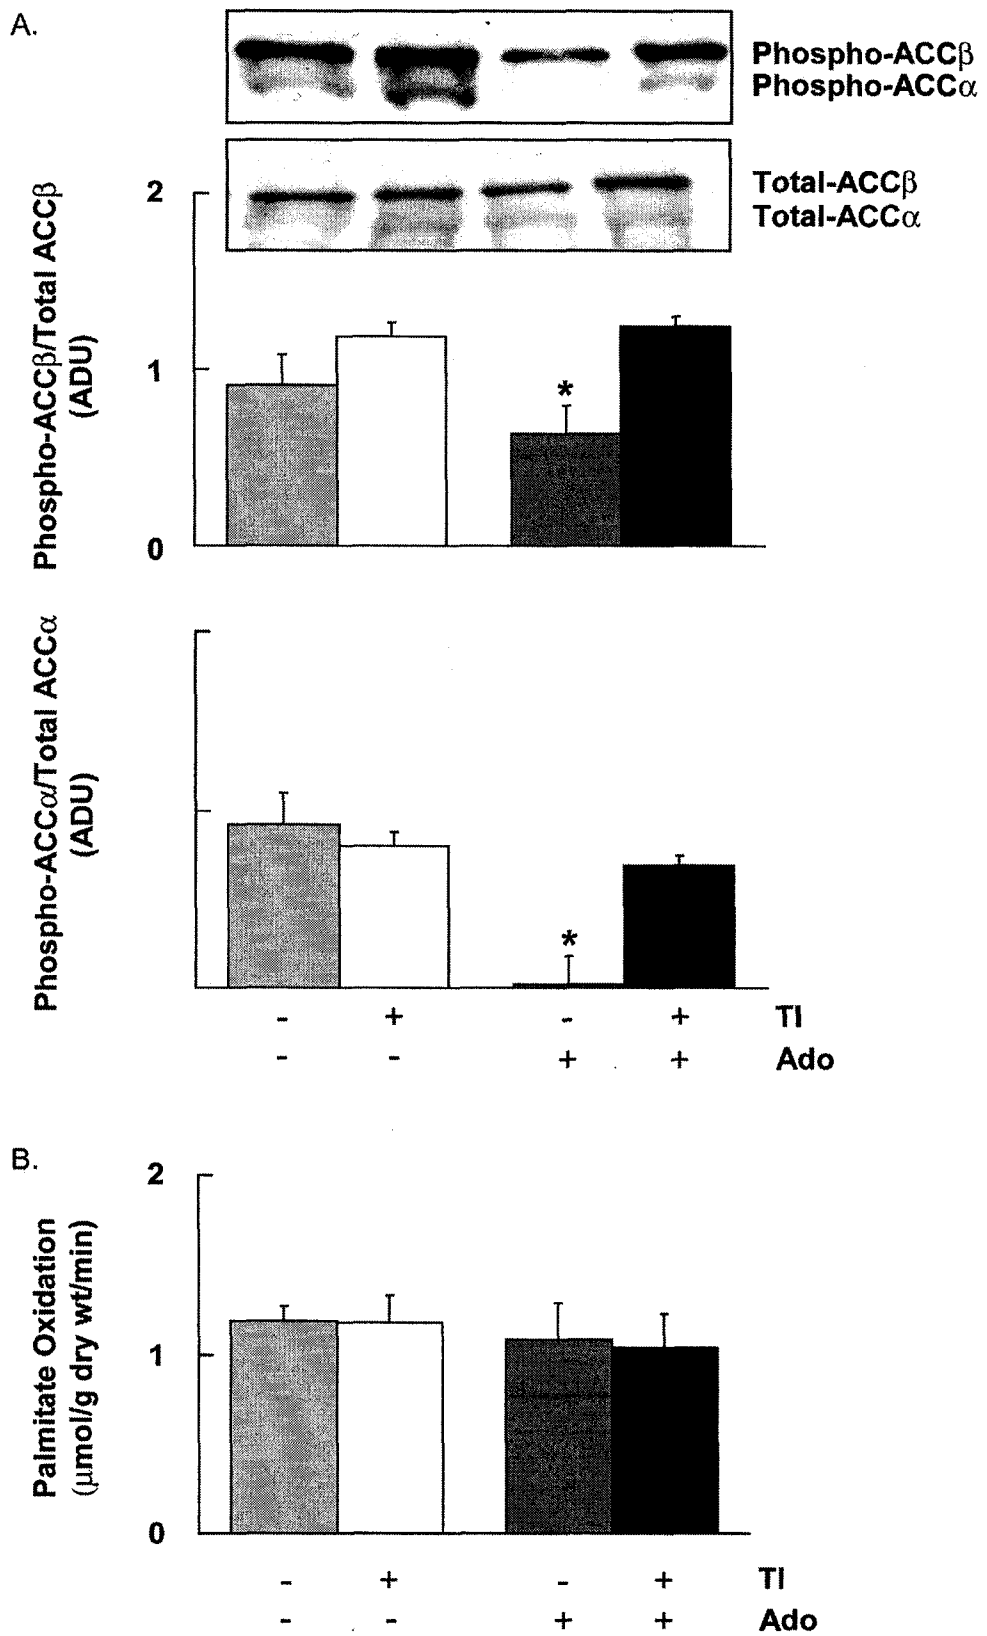 A.
Phospho-ACCβ
Phospho-ACCα
Total-ACCβ
Total-ACCα
Phospho-ACCβ/Total ACCβ
(ADU)
2
1
*
0
Phospho-ACCα/Total ACCα
(ADU)
*
- + - + TI
- - + + Ado
B.
Palmitate Oxidation
(μmol/g dry wt/min)
2
1
0
- + - + TI
- - + + Ado